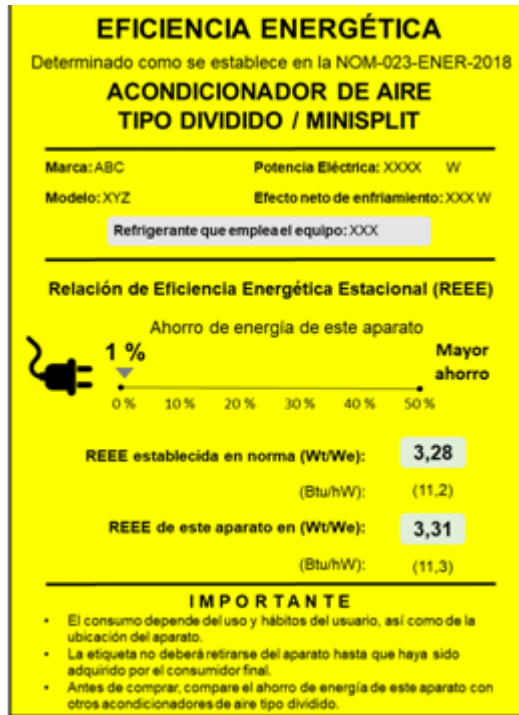 EFICIENCIA ENERGÉTICA
Determinado como se establece en la NOM-023-ENER-2018
ACONDICIONADOR DE AIRE
TIPO DIVIDIDO / MINISPLIT
Marca: ABC Potencia Eléctrica: XXXX W
Modelo: XYZ Efecto neto de enfriamiento: XXX W
Refrigerante que emplea el equipo: XXX
Relación de Eficiencia Energética Estacional (REEE)
Ahorro de energía de este aparato
1 % Mayor
ahorro
0 % 10 % 20 % 30 % 40 % 50 %
REEE establecida en norma (Wt/We): 3,28
(Btu/hW): (11,2)
REEE de este aparato en (Wt/We): 3,31
(Btu/hW): (11,3)
IMPORTANTE
• El consumo depende del uso y hábitos del usuario, así como de la
ubicación del aparato.
• La etiqueta no deberá retirarse del aparato hasta que haya sido
adquirido por el consumidor final.
• Antes de comprar, compare el ahorro de energía de este aparato con
otros acondicionadores de aire tipo dividido.